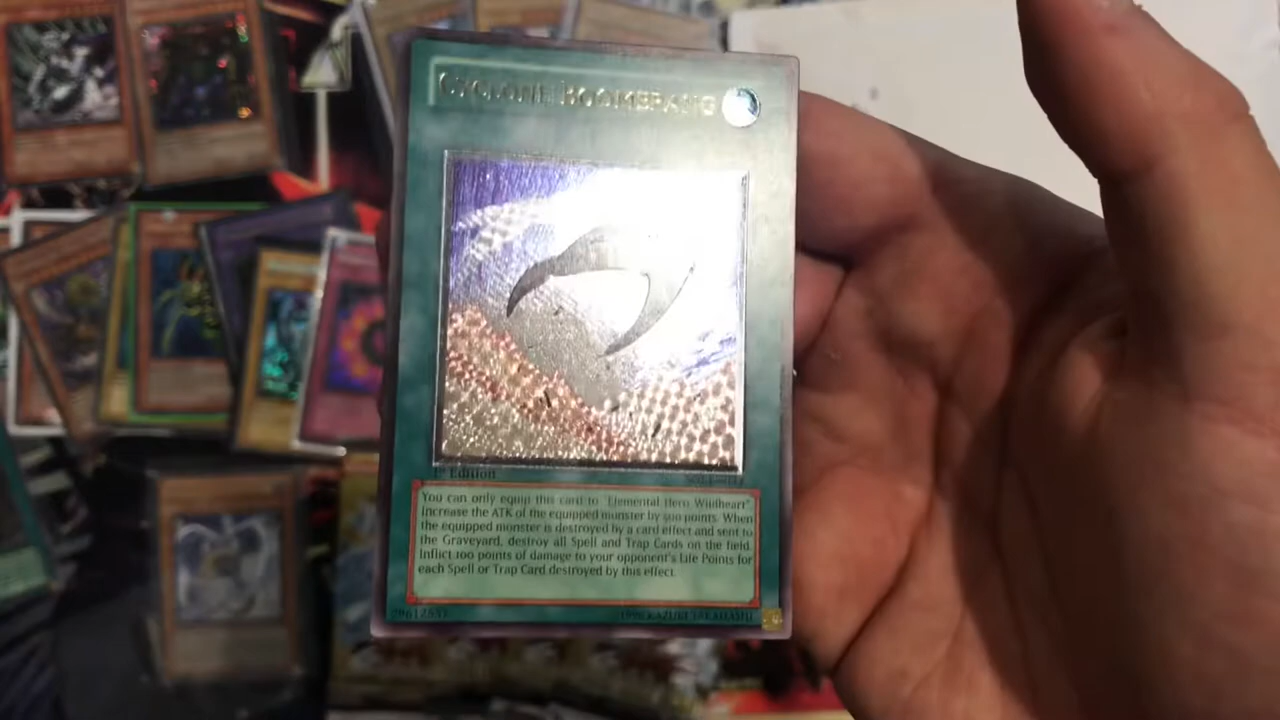 CYCLONE BOOMERANG
1st Edition
You can only equip this card to "Elemental Hero Wildheart"
Increase the ATK of the equipped monster by 500 points. When
the equipped monster is destroyed by a card effect and sent to
the Graveyard, destroy all Spell and Trap Cards on the field.
Inflict 100 points of damage to your opponent's Life Points for
each Spell or Trap Card destroyed by this effect.
1996 KAZUKI TAKAHASHI